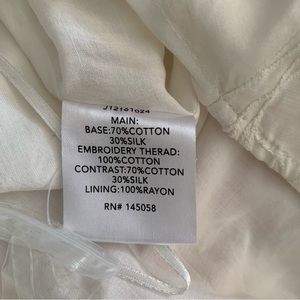 J12161624
MAIN:
BASE:70%COTTON
30%SILK
EMBROIDERY THERAD:
100%COTTON
CONTRAST:70%COTTON
30%SILK
LINING:100%RAYON
RN# 145058